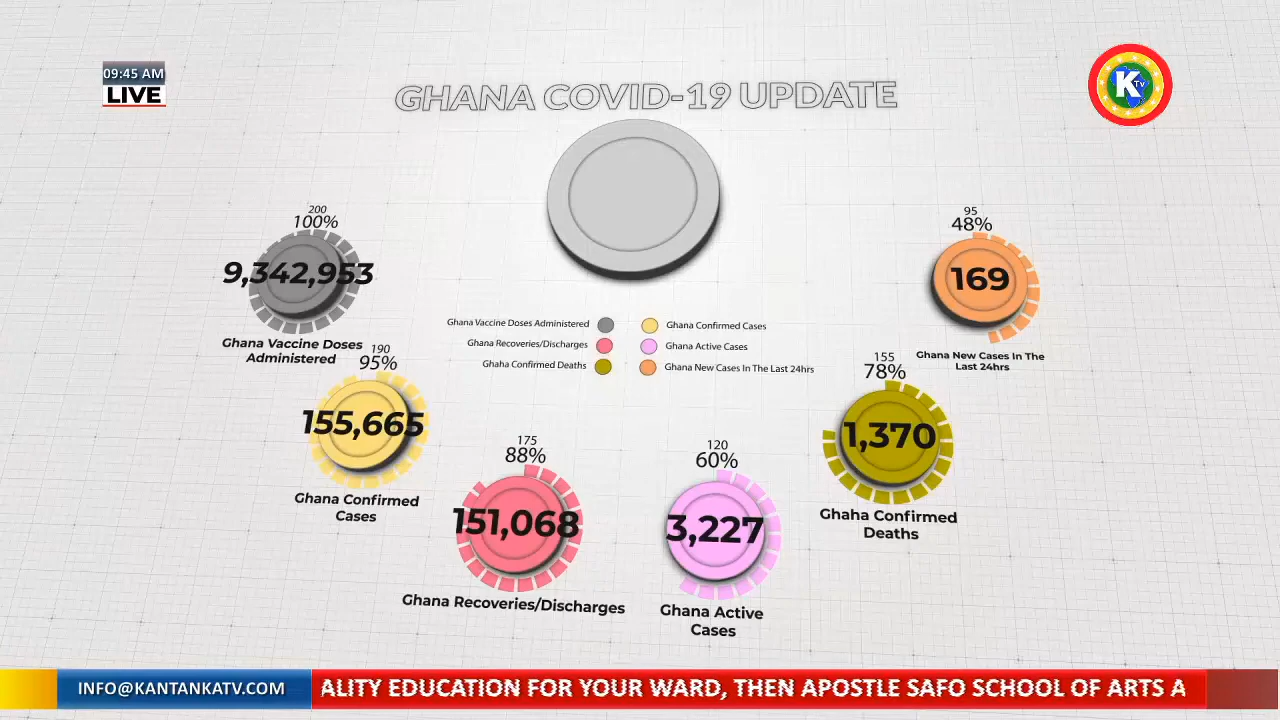 09:45 AM
LIVE
GHANA COVID-19 UPDATE
K TV
200
100%
9,342,953
Ghana Vaccine Doses
Administered
95
48%
169
Ghana New Cases In The
Last 24hrs
Ghana Vaccine Doses Administered
Ghana Confirmed Cases
Ghana Recoveries/Discharges
Ghana Active Cases
Ghaha Confirmed Deaths
Ghana New Cases In The Last 24hrs
190
95%
155,665
Ghana Confirmed
Cases
155
78%
1,370
Ghaha Confirmed
Deaths
175
88%
151,068
Ghana Recoveries/Discharges
120
60%
3,227
Ghana Active
Cases
INFO@KANTANKATV.COM
ALITY EDUCATION FOR YOUR WARD, THEN APOSTLE SAFO SCHOOL OF ARTS A